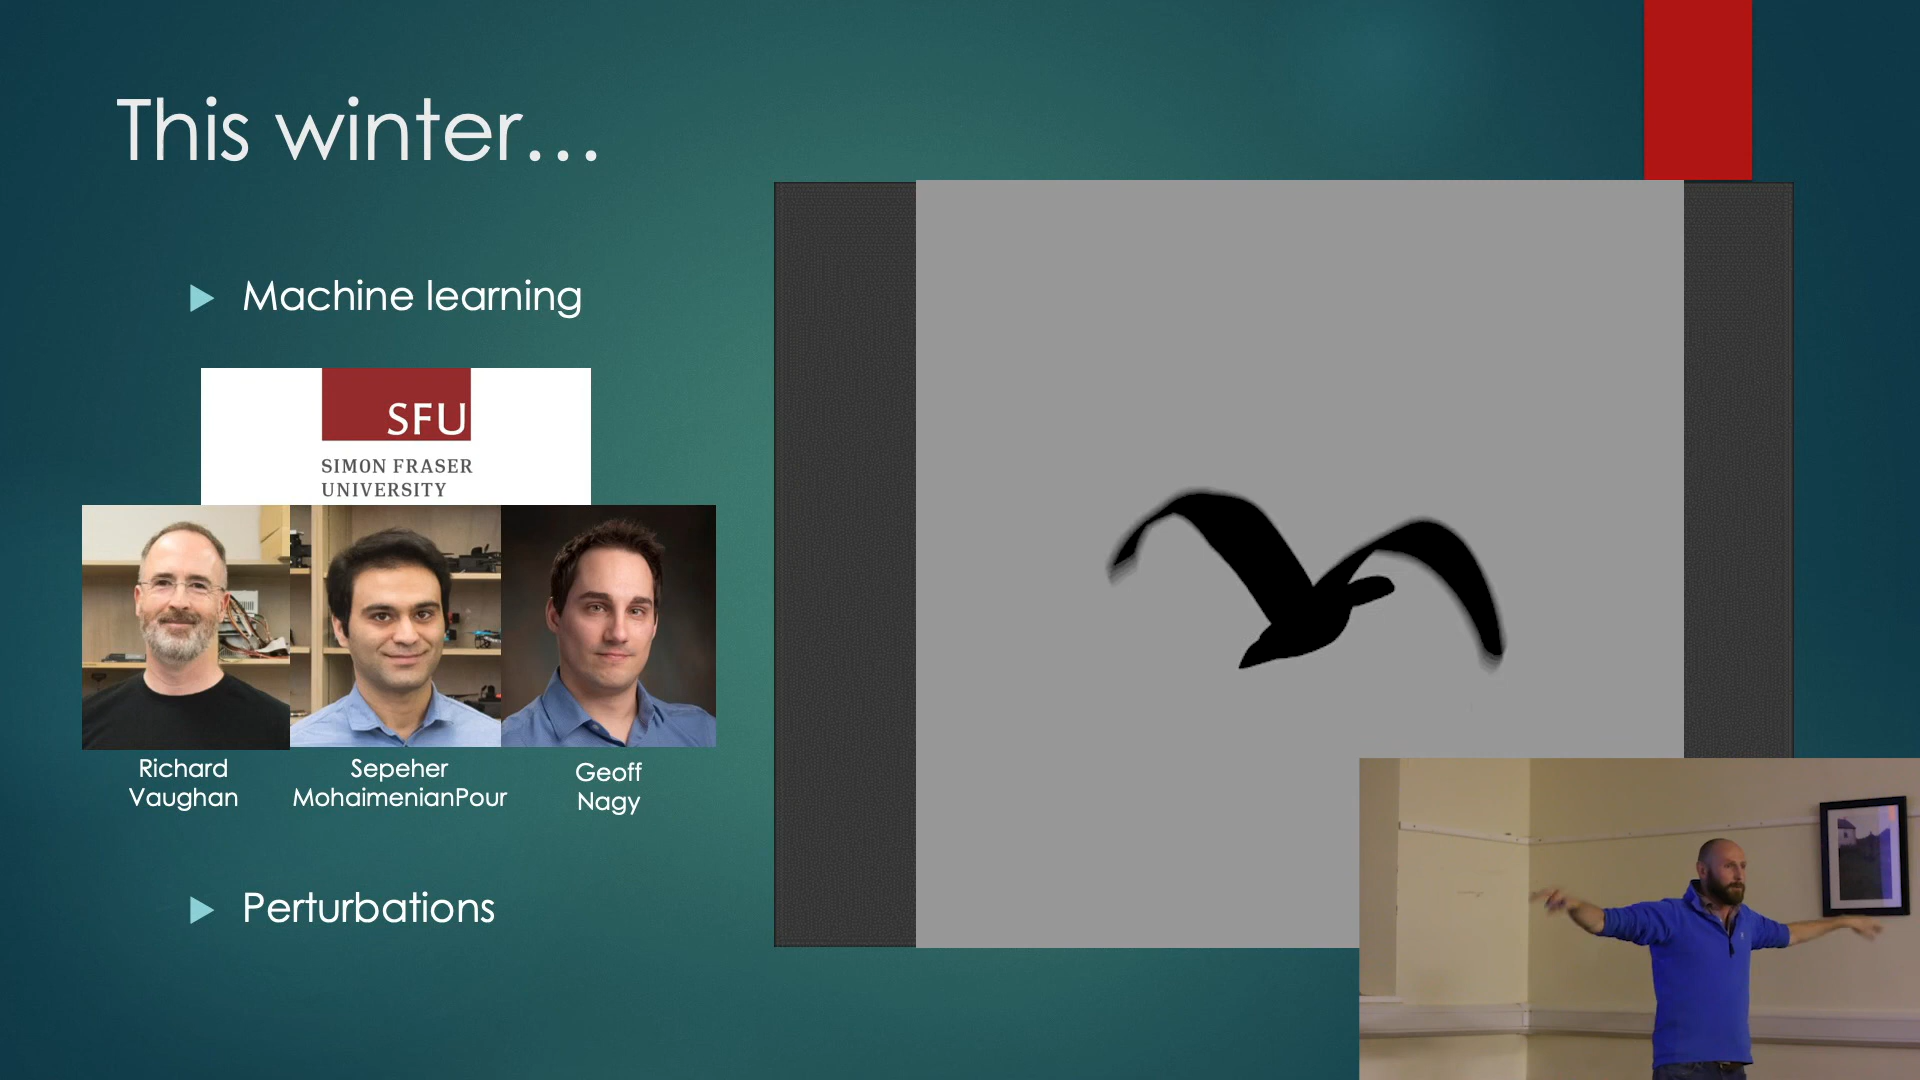 This winter...
Machine learning
SFU
SIMON FRASER
UNIVERSITY
Richard
Vaughan
Sepeher
MohaimenianPour
Geoff
Nagy
Perturbations